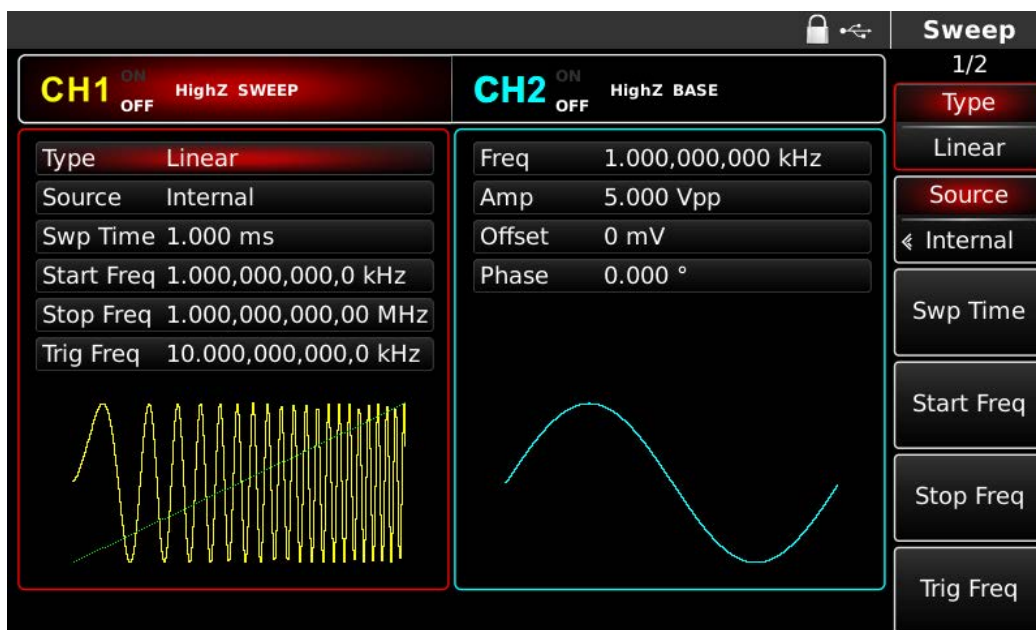 Sweep
1/2
CH1 ON OFF HighZ SWEEP
CH2 ON OFF HighZ BASE
Type Linear
Source Internal
Swp Time 1.000 ms
Start Freq 1.000,000,000,0 kHz
Stop Freq 1.000,000,000,00 MHz
Trig Freq 10.000,000,000,0 kHz
Freq 1.000,000,000 kHz
Amp 5.000 Vpp
Offset 0 mV
Phase 0.000 °
Type
Linear
Source
Internal
Swp Time
Start Freq
Stop Freq
Trig Freq